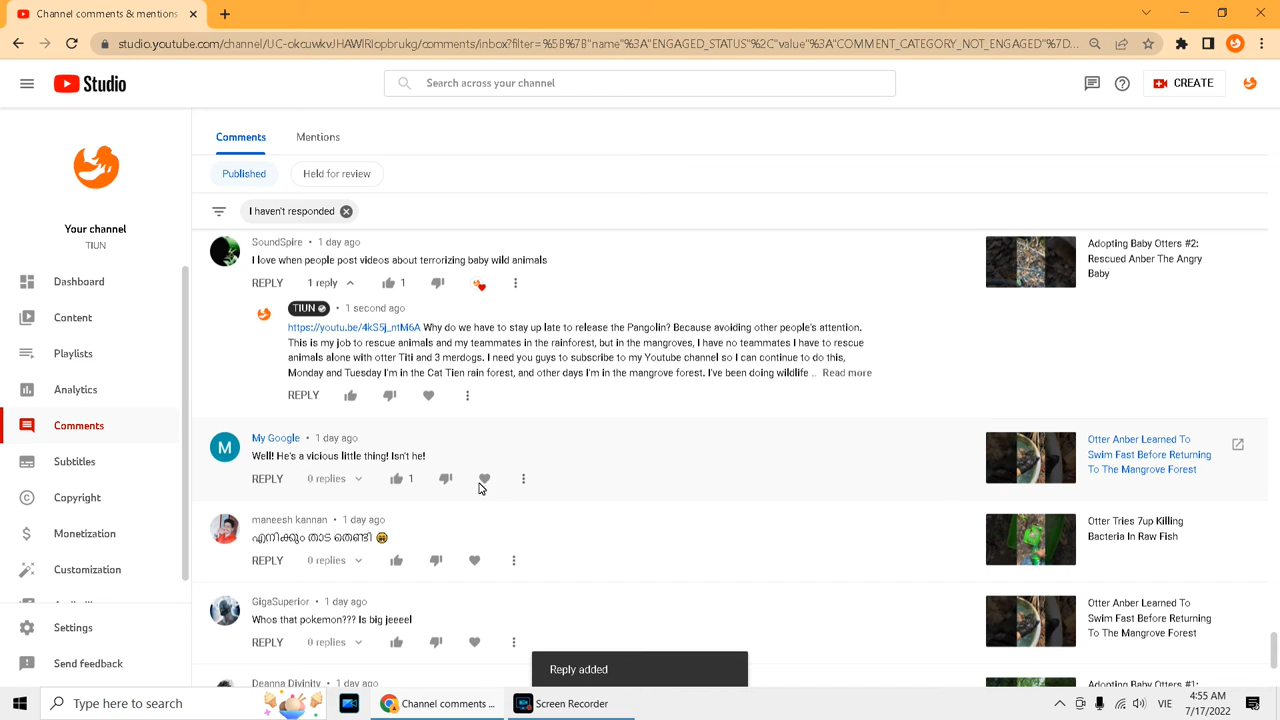 Channel comments & mentions
studio.youtube.com/channel/UC-kWlRIopbukg/inbox?filter=%5B%7B"name"%3A"ENGAGED_STATUS"%2C"value"%3A"COMMENT_CATEGORY_NOT_ENGAGED"%7D...
Studio
Search across your channel
CREATE
Your channel
TIUN
Dashboard
Content
Playlists
Analytics
Comments
Subtitles
Copyright
Monetization
Customization
Settings
Send feedback
Comments Mentions
Published Held for review
I haven't responded
SoundSpire • 1 day ago
I love when people post videos about terrorizing baby wild animals
REPLY 1 reply 1
Adopting Baby Otters #2:
Rescued Anber The Angry
Baby
TIUN • 1 second ago
https://youtu.be/4kS5j_ntM6A Why do we have to stay up late to release the Pangolin? Because avoiding other people's attention.
This is my job to rescue animals and my teammates in the rainforest, but in the mangroves, I have no teammates I have to rescue
animals alone with otter Titi and 3 merdogs. I need you guys to subscribe to my Youtube channel so I can continue to do this,
Monday and Tuesday I'm in the Cat Tien rain forest, and other days I'm in the mangrove forest. I've been doing wildlife .. Read more
REPLY
M
My Google • 1 day ago
Well! He's a vicious little thing! Isn't he!
REPLY 0 replies 1
Otter Anber Learned To
Swim Fast Before Returning
To The Mangrove Forest
maneesh kannan • 1 day ago
എനിക്കും താട തെണ്ടി
REPLY 0 replies
Otter Tries 7up Killing
Bacteria In Raw Fish
GigaSuperior • 1 day ago
Whos that pokemon??? Is big jeeeel
REPLY 0 replies
Otter Anber Learned To
Swim Fast Before Returning
To The Mangrove Forest
Deanna Divinity • 1 day ago
Adopting Baby Otters #1:
Reply added
Type here to search
Channel comments ...
Screen Recorder
VIE
4:55 AM
7/17/2022